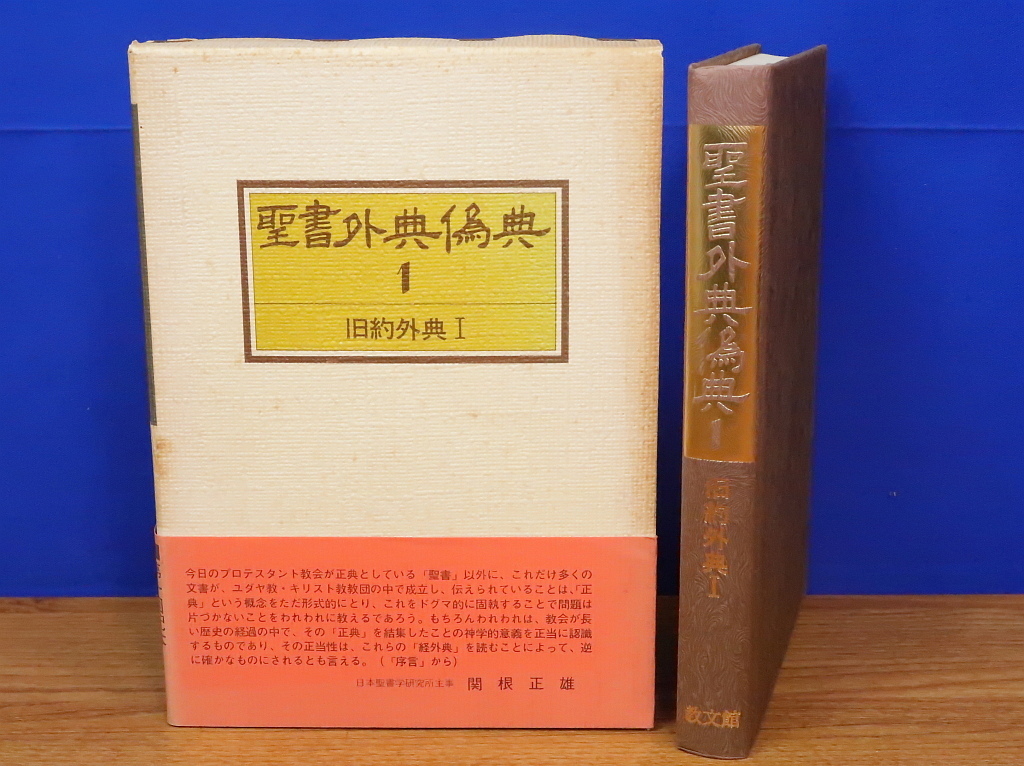 聖書外典偽典
1
旧約外典 I
今日のプロテスタント教会が正典としている「聖書」以外に、これだけ多くの
文書が、ユダヤ教・キリスト教教団の中で成立し、伝えられていることは、「正
典」という概念をただ形式的にとり、これをドグマ的に固執することで問題は
片づかないことをわれわれに教えるであろう。もちろんわれわれは、教会が長
い歴史の経過の中で、その「正典」を結集したことの神学的意義を正当に認識
するものであり、その正当性は、これらの「経外典」を読むことによって、逆
に確かなものにされるとも言える。(「序言」から)
日本聖書学研究所主事 関根正雄
聖書外典偽典 1
旧約外典 I
教文館